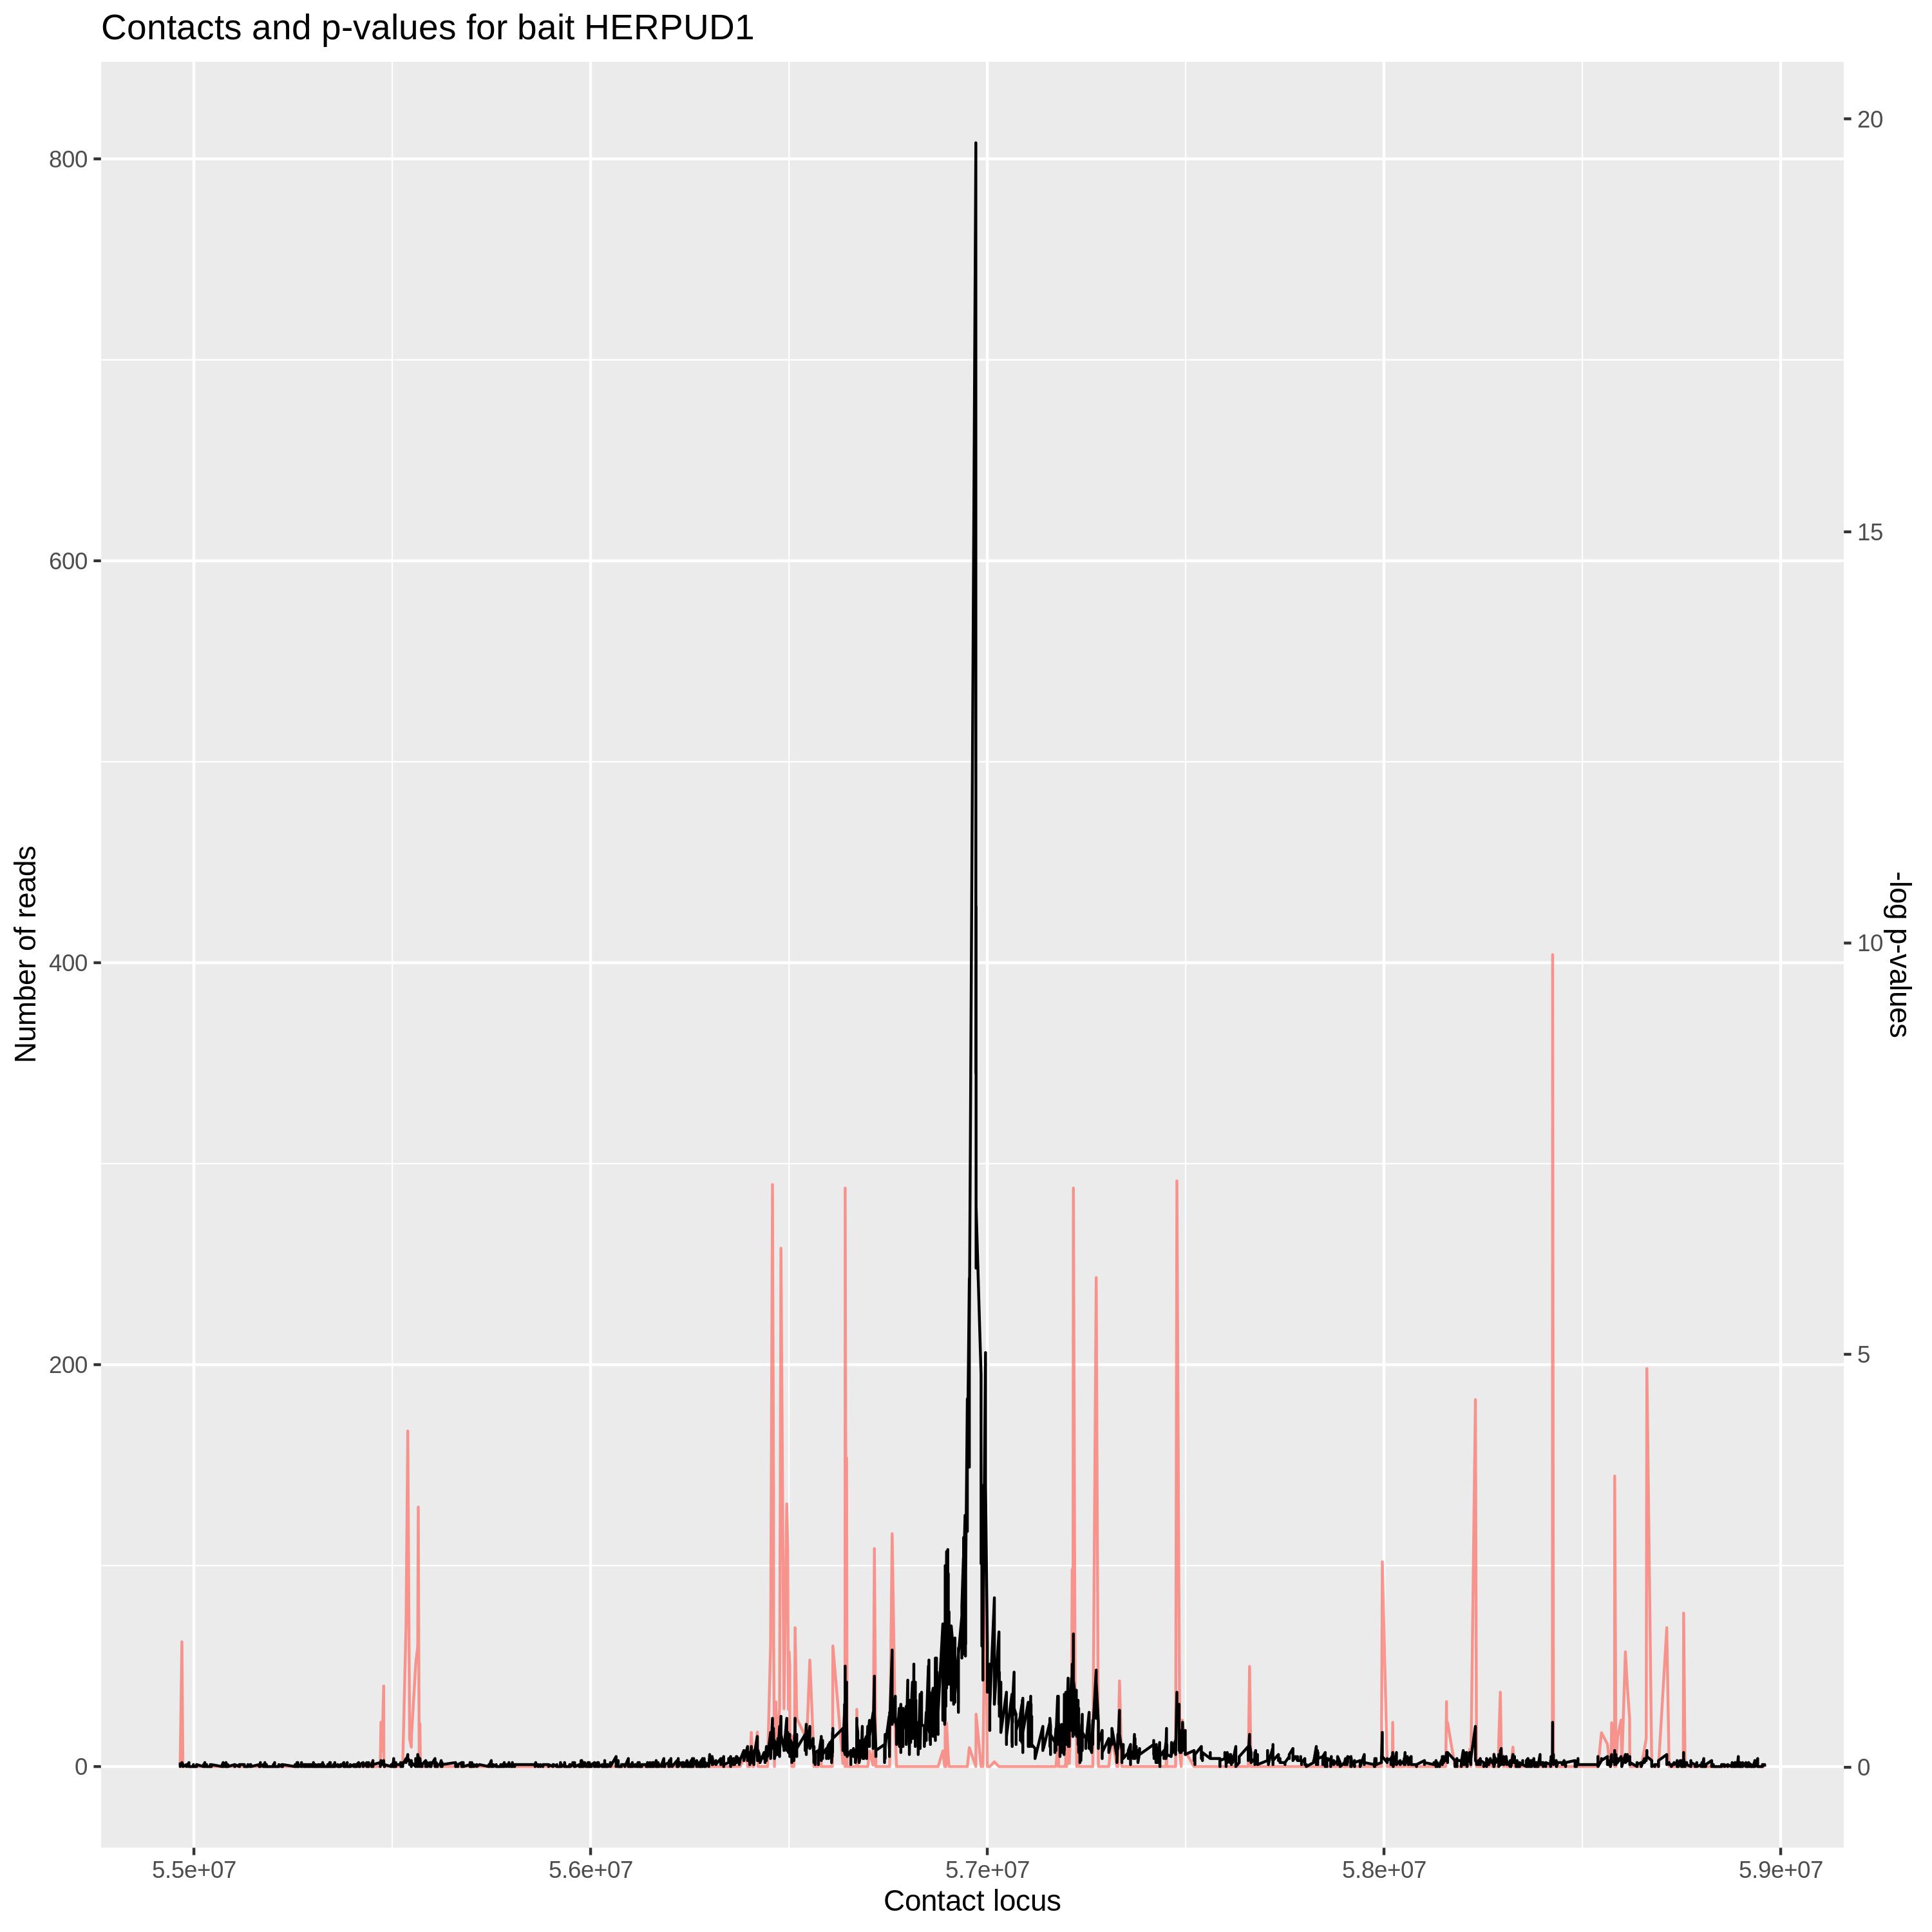 Contacts and p-values for bait HERPUD1
800
600
400
200
0
Number of reads
20
15
10
5
0
-log p-values
5.5e+07
5.6e+07
5.7e+07
5.8e+07
5.9e+07
Contact locus